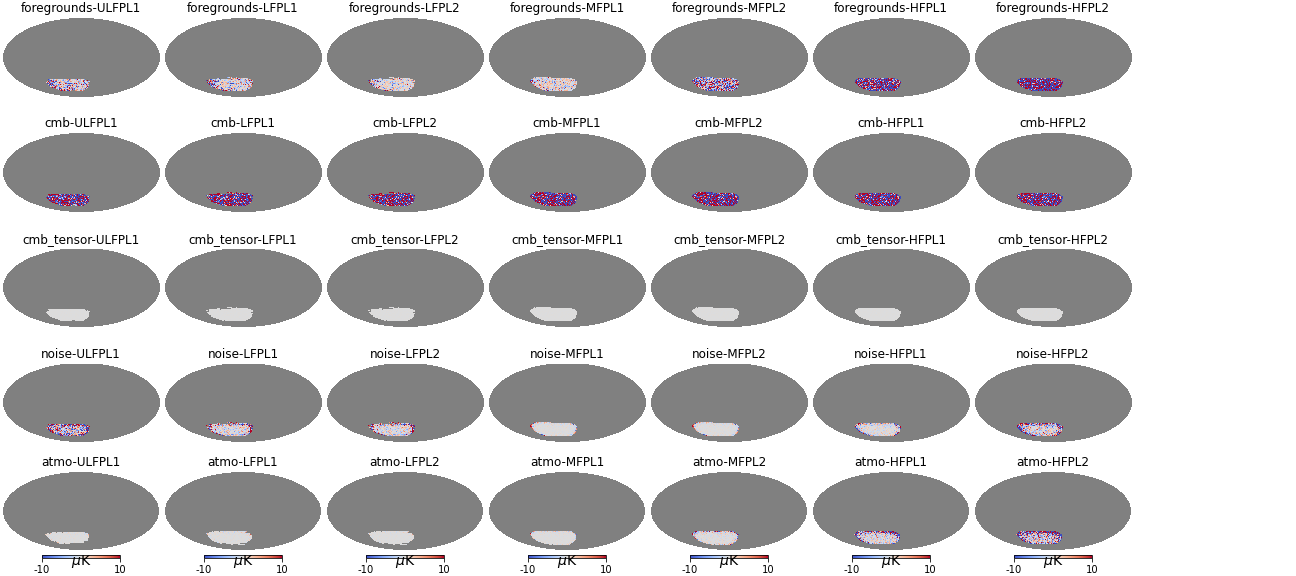 foregrounds-ULFPL1 foregrounds-LFPL1 foregrounds-LFPL2 foregrounds-MFPL1 foregrounds-MFPL2 foregrounds-HFPL1 foregrounds-HFPL2
cmb-ULFPL1 cmb-LFPL1 cmb-LFPL2 cmb-MFPL1 cmb-MFPL2 cmb-HFPL1 cmb-HFPL2
cmb_tensor-ULFPL1 cmb_tensor-LFPL1 cmb_tensor-LFPL2 cmb_tensor-MFPL1 cmb_tensor-MFPL2 cmb_tensor-HFPL1 cmb_tensor-HFPL2
noise-ULFPL1 noise-LFPL1 noise-LFPL2 noise-MFPL1 noise-MFPL2 noise-HFPL1 noise-HFPL2
atmo-ULFPL1 atmo-LFPL1 atmo-LFPL2 atmo-MFPL1 atmo-MFPL2 atmo-HFPL1 atmo-HFPL2
μK μK μK μK μK μK μK
-10 10 -10 10 -10 10 -10 10 -10 10 -10 10 -10 10